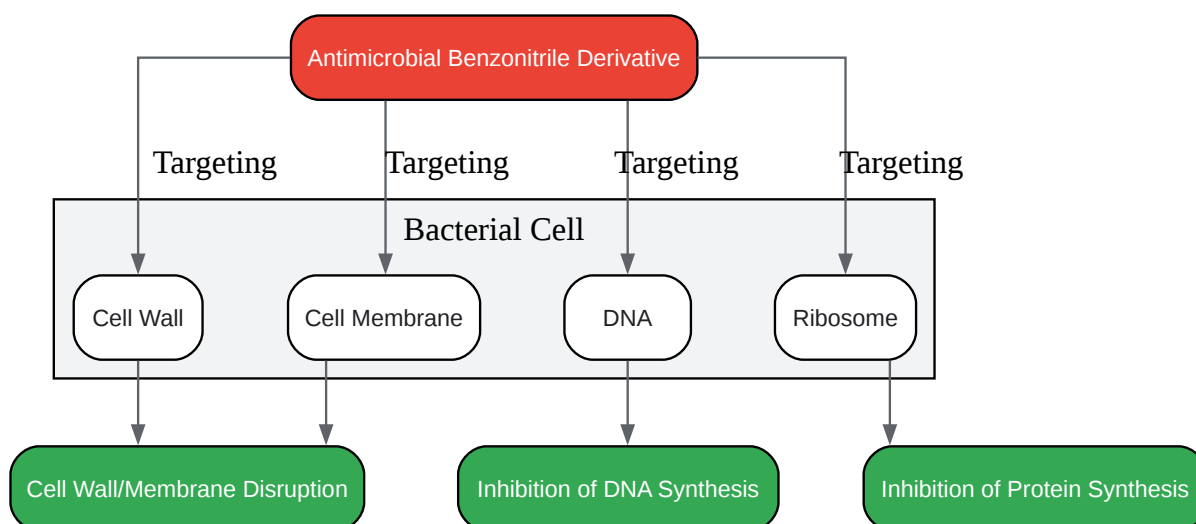 Antimicrobial Benzonitrile Derivative
Targeting
Targeting
Targeting
Targeting
Bacterial Cell
Cell Wall
Cell Membrane
DNA
Ribosome
Cell Wall/Membrane Disruption
Inhibition of DNA Synthesis
Inhibition of Protein Synthesis